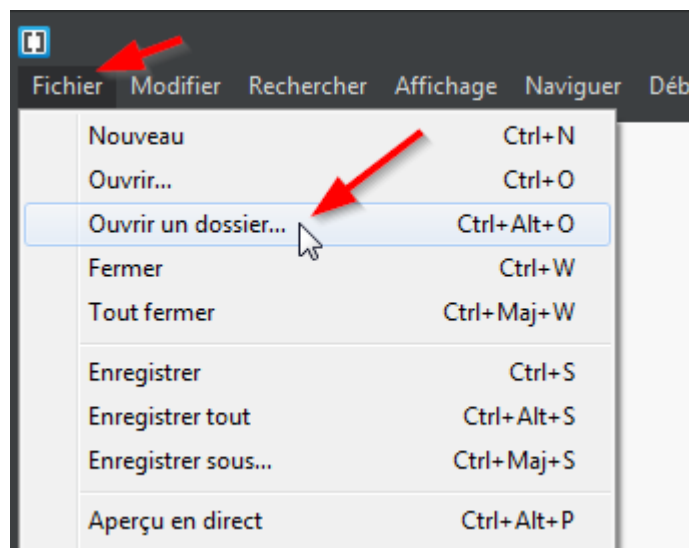 Fichier Modifier Rechercher Affichage Naviguer Déb
Nouveau Ctrl+N
Ouvrir... Ctrl+O
Ouvrir un dossier... Ctrl+Alt+O
Fermer Ctrl+W
Tout fermer Ctrl+Maj+W
Enregistrer Ctrl+S
Enregistrer tout Ctrl+Alt+S
Enregistrer sous... Ctrl+Maj+S
Aperçu en direct Ctrl+Alt+P